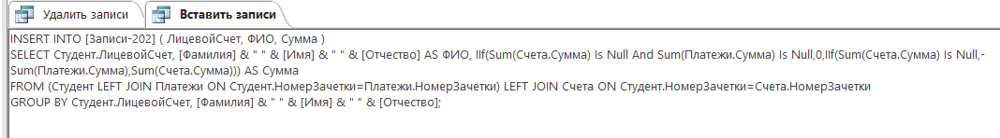 Удалить записи Вставить записи
INSERT INTO [Записи-202] ( ЛицевойСчет, ФИО, Сумма )
SELECT Студент.ЛицевойСчет, [Фамилия] & " " & [Имя] & " " & [Отчество] AS ФИО, IIf(Sum(Счета.Сумма) Is Null And Sum(Платежи.Сумма) Is Null,0,IIf(Sum(Счета.Сумма) Is Null,-
Sum(Платежи.Сумма),Sum(Счета.Сумма))) AS Сумма
FROM (Студент LEFT JOIN Платежи ON Студент.НомерЗачетки=Платежи.НомерЗачетки) LEFT JOIN Счета ON Студент.НомерЗачетки=Счета.НомерЗачетки
GROUP BY Студент.ЛицевойСчет, [Фамилия] & " " & [Имя] & " " & [Отчество];